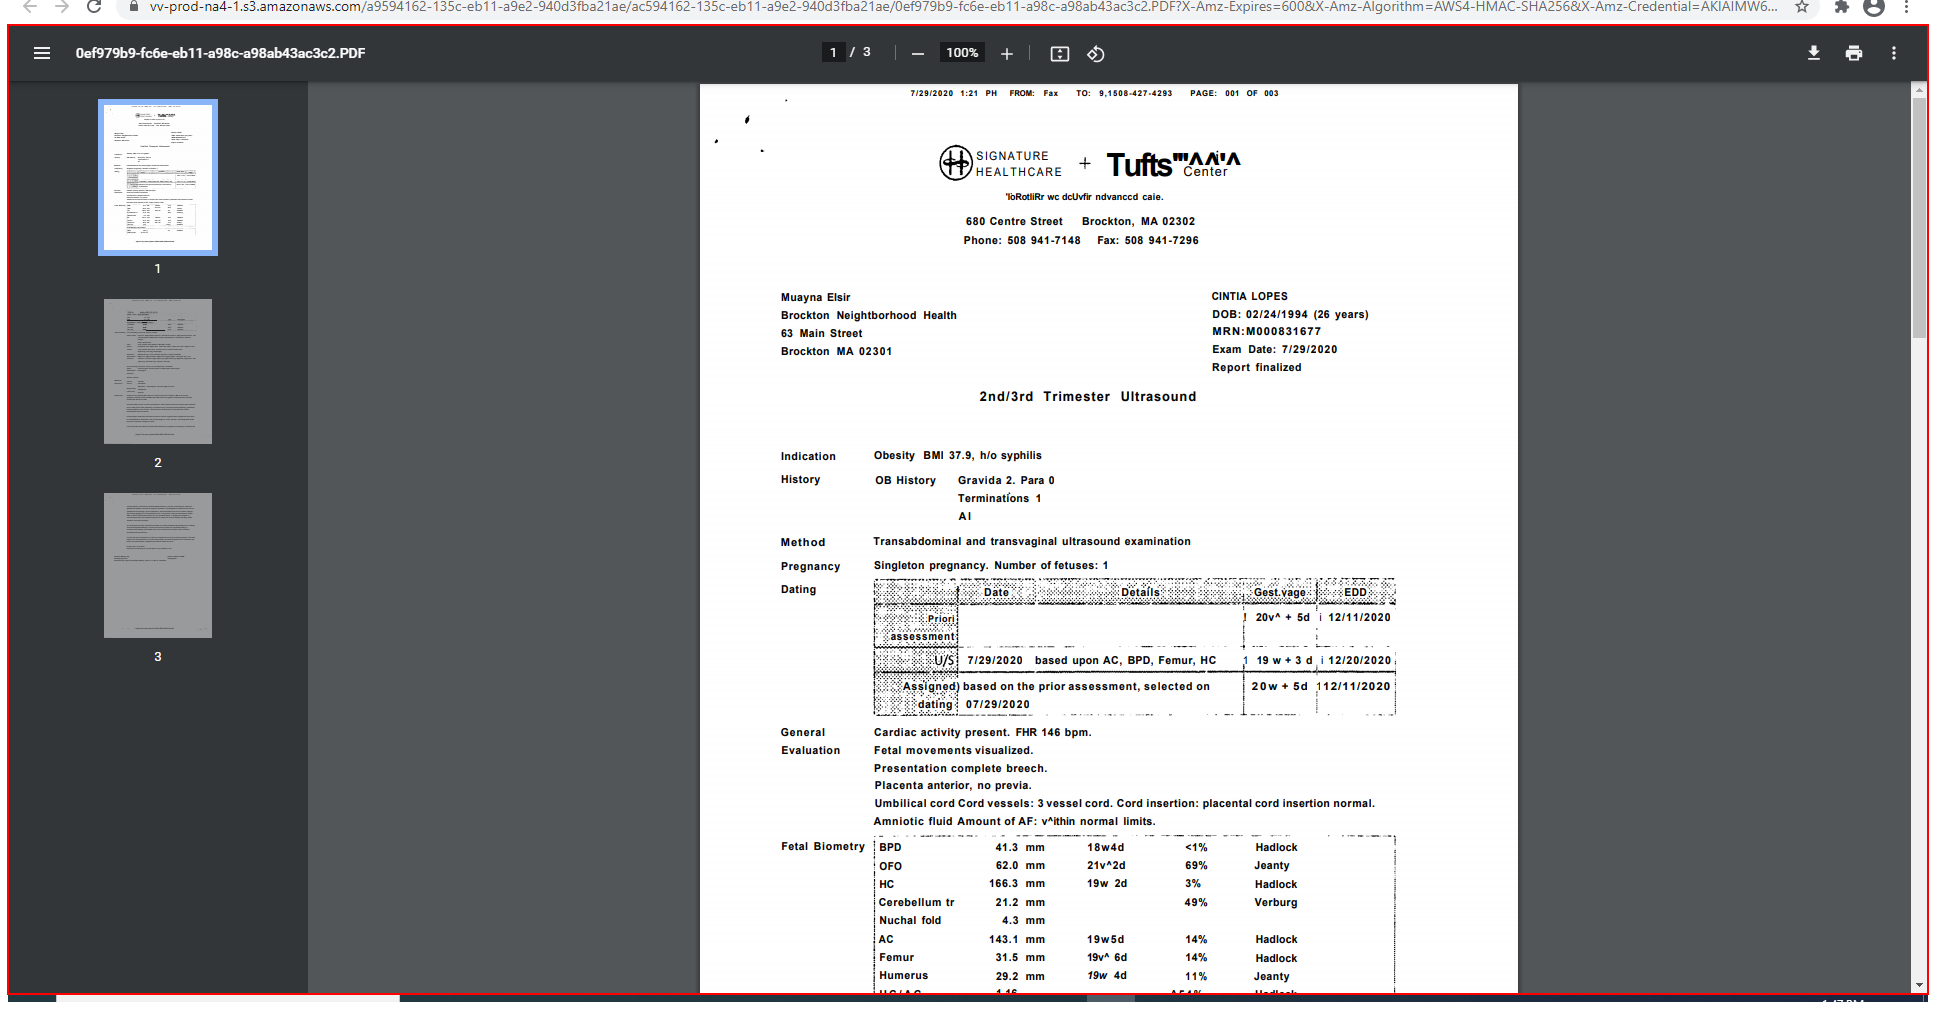 vv-prod-na4-1.s3.amazonaws.com/a9594162-135c-eb11-a9e2-940d3fba21ae/ac594162-135c-eb11-a9e2-940d3fba21ae/0ef979b9-fc6e-eb11-a98c-a98ab43ac3c2.PDF?X-Amz-Expires=600&X-Amz-Algorithm=AWS4-HMAC-SHA256&X-Amz-Credential=AKIAIMW6...
0ef979b9-fc6e-eb11-a98c-a98ab43ac3c2.PDF
1 / 3
100%
1
2
3
7/29/2020 1:21 PH FROM: Fax TO: 9,1508-427-4293 PAGE: 001 OF 003
SIGNATURE HEALTHCARE + Tufts Center
'loRotliRr wc dcUvfir ndvanccd caie.
680 Centre Street Brockton, MA 02302
Phone: 508 941-7148 Fax: 508 941-7296
Muayna Elsir
Brockton Neightborhood Health
63 Main Street
Brockton MA 02301
CINTIA LOPES
DOB: 02/24/1994 (26 years)
MRN:M000831677
Exam Date: 7/29/2020
Report finalized
2nd/3rd Trimester Ultrasound
Indication Obesity BMI 37.9, h/o syphilis
History OB History Gravida 2. Para 0
Terminations 1
AI
Method Transabdominal and transvaginal ultrasound examination
Pregnancy Singleton pregnancy. Number of fetuses: 1
Dating
Date Details Gest.vage EDD
Priori assessment 20v^ + 5d i 12/11/2020
U/S 7/29/2020 based upon AC, BPD, Femur, HC 1 19 w + 3 d i 12/20/2020
Assigned) based on the prior assessment, selected on 20w + 5d 112/11/2020
dating 07/29/2020
General Cardiac activity present. FHR 146 bpm.
Evaluation Fetal movements visualized.
Presentation complete breech.
Placenta anterior, no previa.
Umbilical cord Cord vessels: 3 vessel cord. Cord insertion: placental cord insertion normal.
Amniotic fluid Amount of AF: v^ithin normal limits.
Fetal Biometry BPD 41.3 mm 18w4d <1% Hadlock
OFO 62.0 mm 21v^2d 69% Jeanty
HC 166.3 mm 19w 2d 3% Hadlock
Cerebellum tr 21.2 mm 49% Verburg
Nuchal fold 4.3 mm
AC 143.1 mm 19w5d 14% Hadlock
Femur 31.5 mm 19v^ 6d 14% Hadlock
Humerus 29.2 mm 19w 4d 11% Jeanty